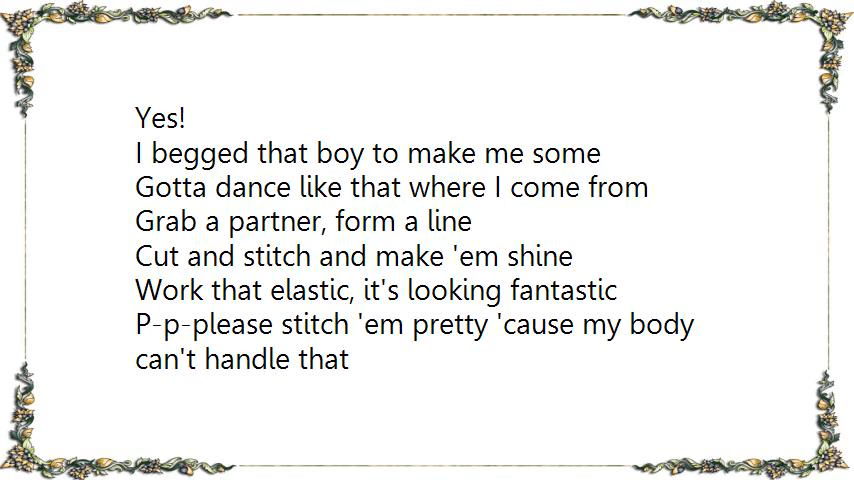 Yes!
I begged that boy to make me some
Gotta dance like that where I come from
Grab a partner, form a line
Cut and stitch and make 'em shine
Work that elastic, it's looking fantastic
P-p-please stitch 'em pretty 'cause my body
can't handle that